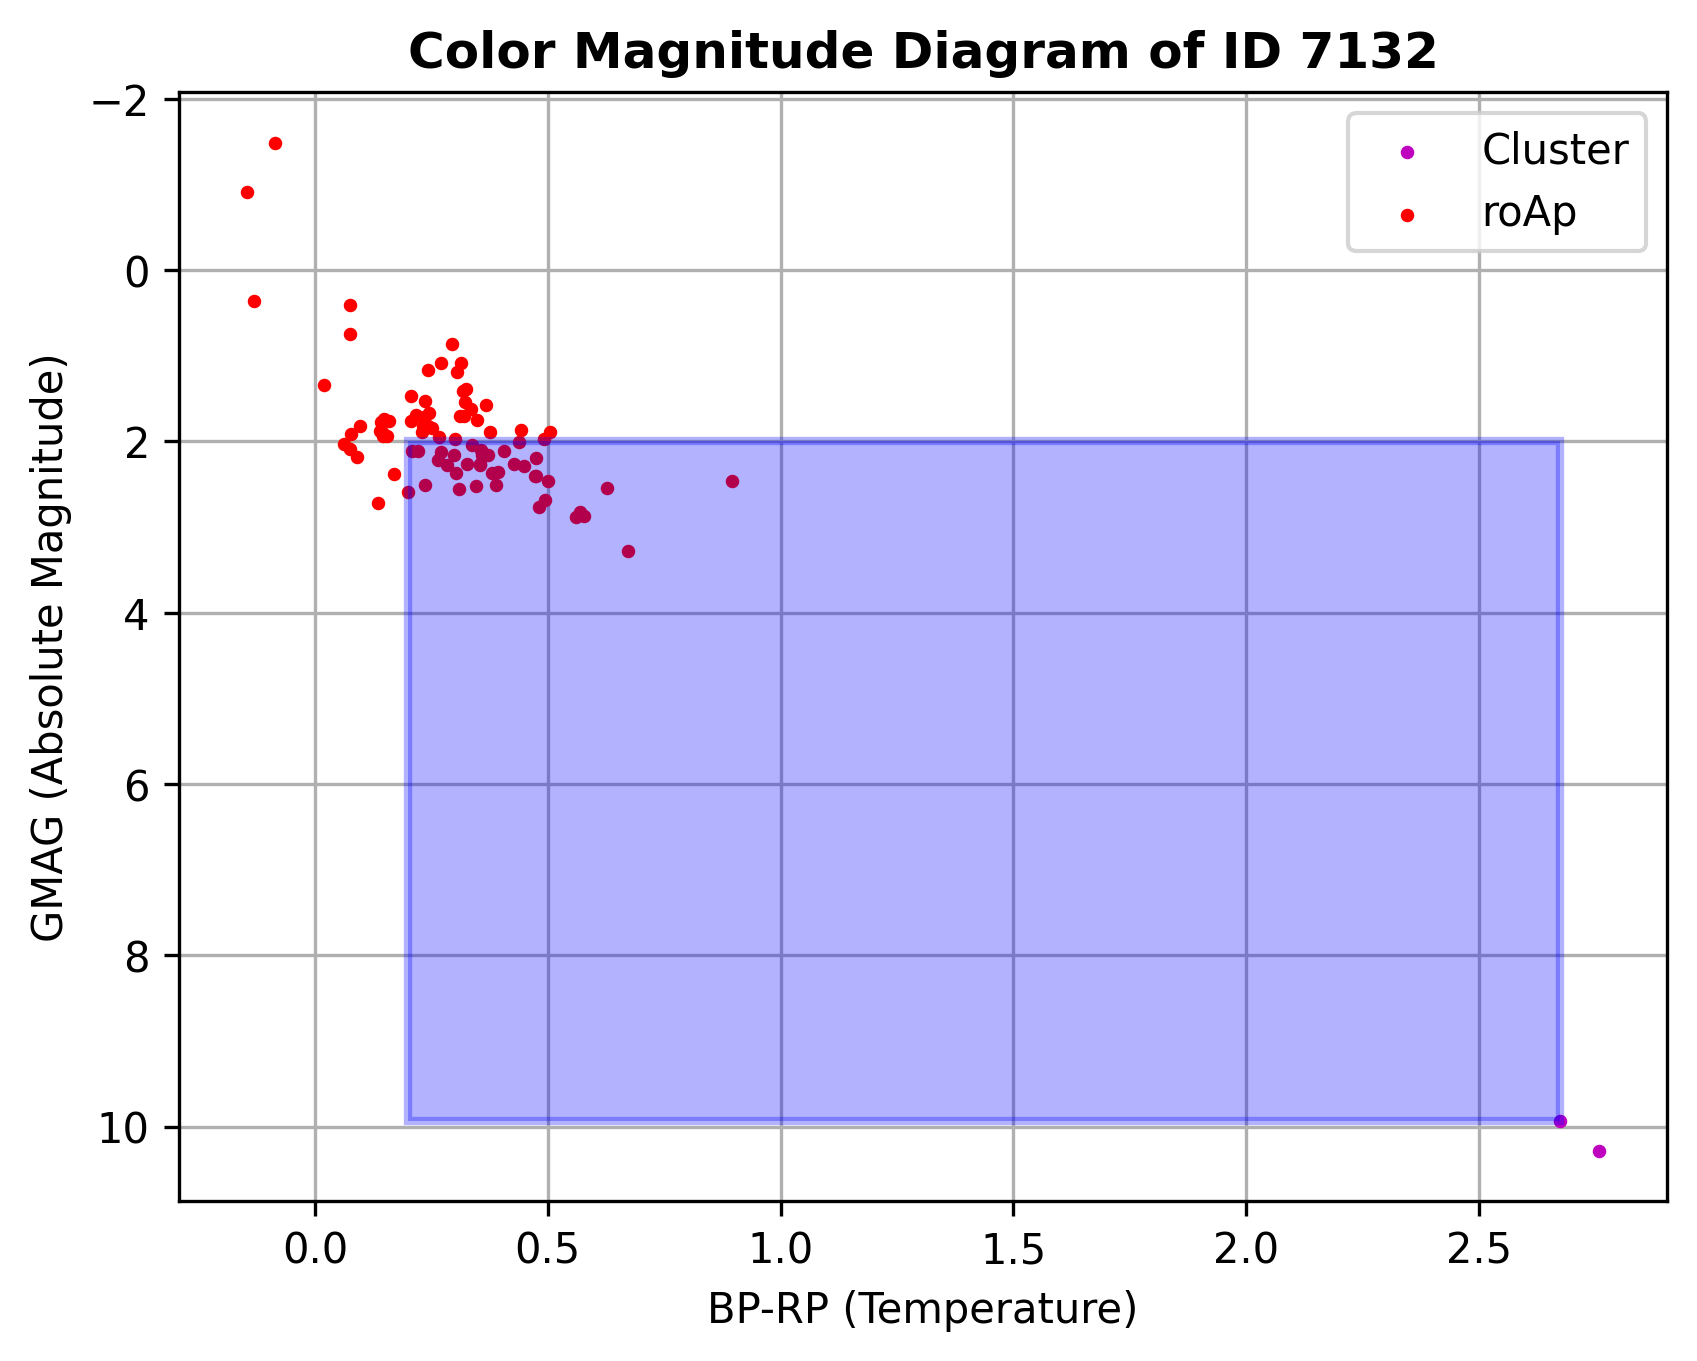 Color Magnitude Diagram of ID 7132
Cluster
roAp
GMAG (Absolute Magnitude)
−2
0
2
4
6
8
10
0.0 0.5 1.0 1.5 2.0 2.5
BP-RP (Temperature)